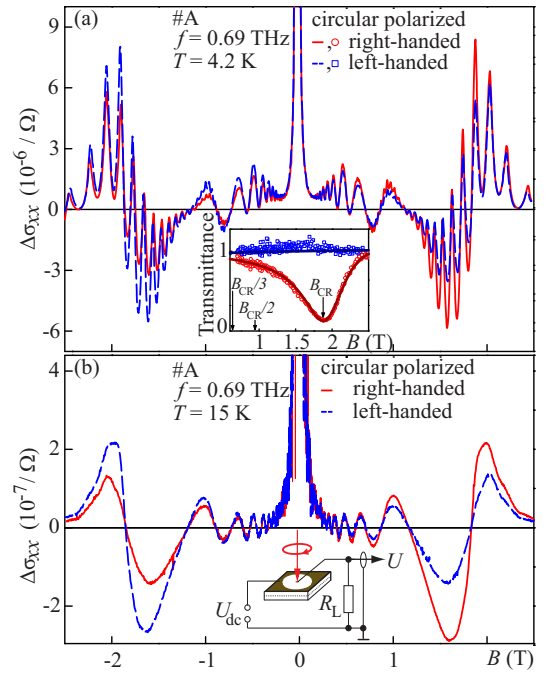 (a) #A circular polarized
f = 0.69 THz right-handed
T = 4.2 K left-handed
Δσxx (10⁻⁶ / Ω)
9
6
3
0
-3
-6
Transmittance
1
0
BCR/3
BCR/2
BCR
1 1.5 2 B (T)
(b) #A circular polarized
f = 0.69 THz right-handed
T = 15 K left-handed
Δσxx (10⁻⁷ / Ω)
4
2
0
-2
Udc
RL
U
-2 -1 0 1 B (T)